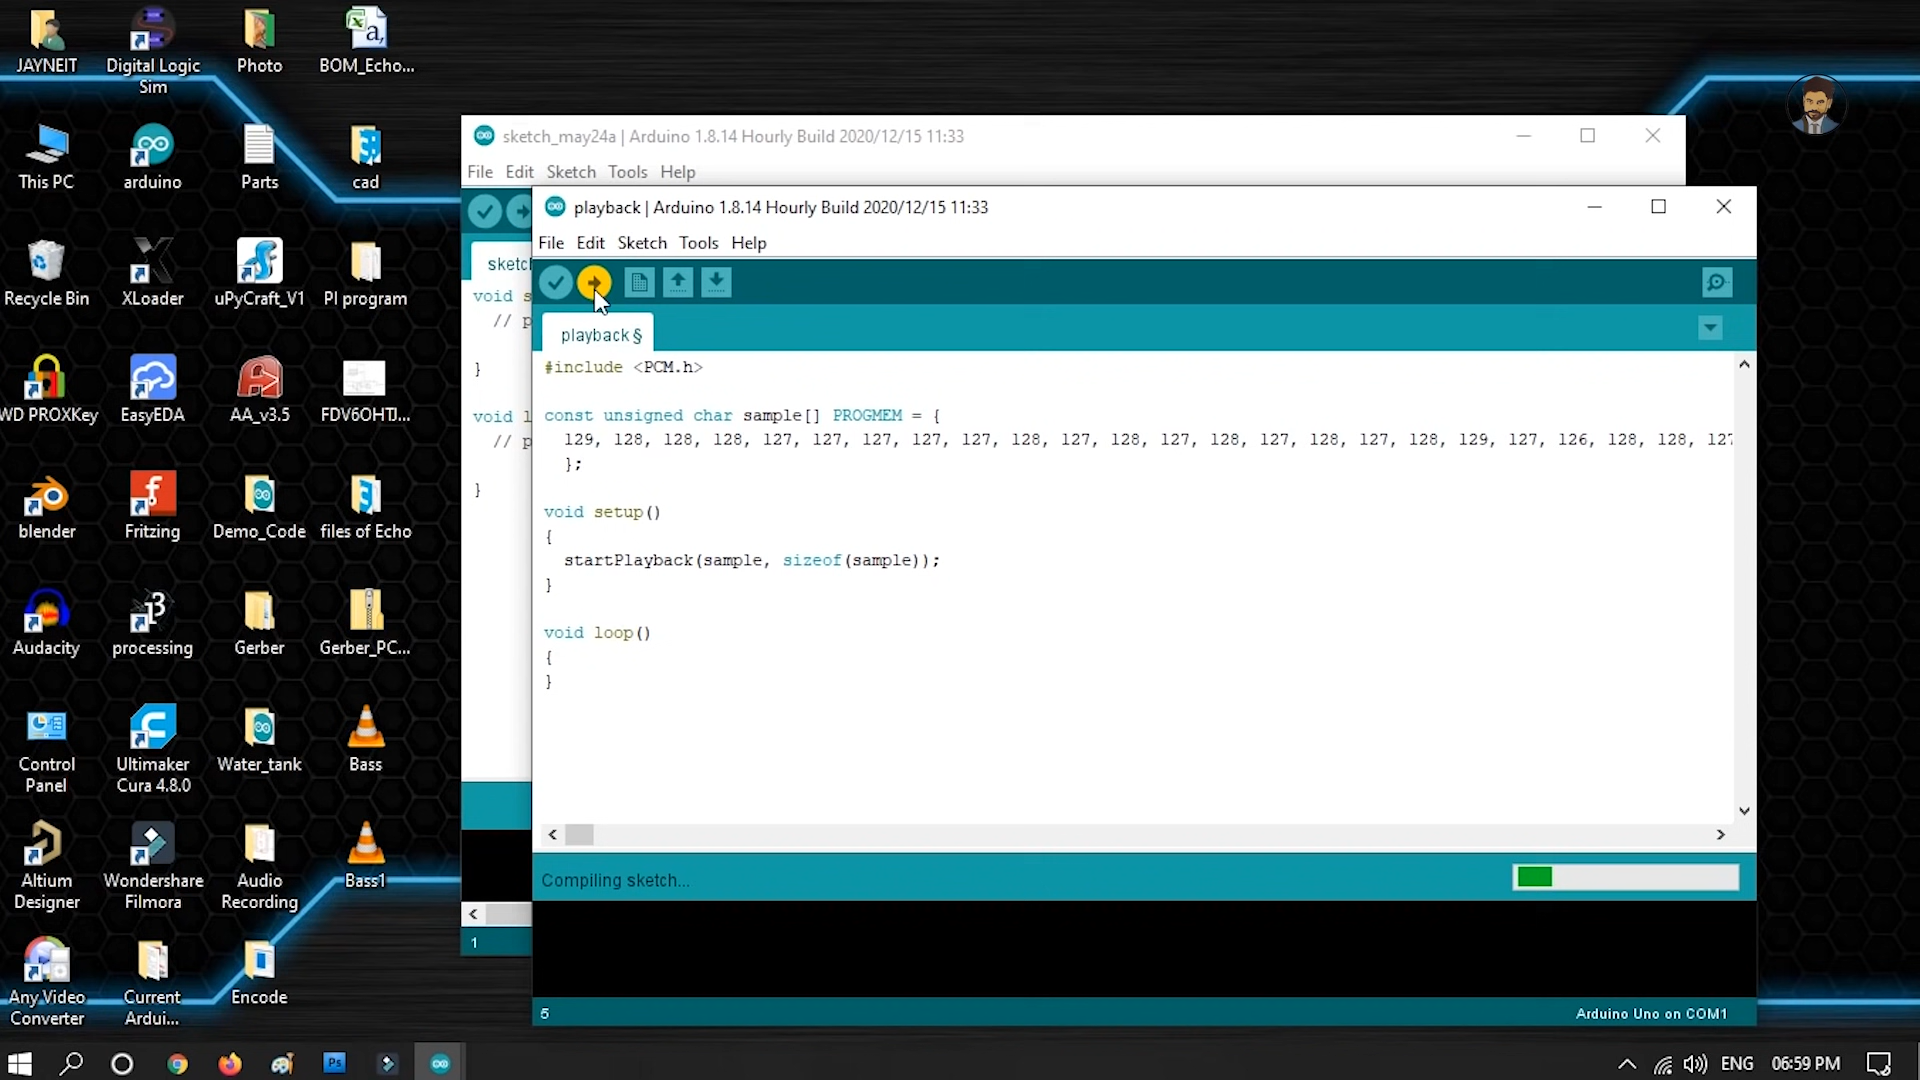 JAYNEIT
Digital Logic
Sim
Photo
BOM_Echo...
This PC
arduino
Parts
cad
Recycle Bin
XLoader
uPyCraft_V1
PI program
WD PROXKey
EasyEDA
AA_v3.5
FDV6OHTJ...
blender
Fritzing
Demo_Code
files of Echo
Audacity
processing
Gerber
Gerber_PC...
Control
Panel
Ultimaker
Cura 4.8.0
Water_tank
Bass
Altium
Designer
Wondershare
Filmora
Audio
Recording
Bass1
Any Video
Converter
Current
Ardui...
Encode
sketch_may24a | Arduino 1.8.14 Hourly Build 2020/12/15 11:33
File Edit Sketch Tools Help
sketc
void s
// p
}
void l
// p
}
1
playback | Arduino 1.8.14 Hourly Build 2020/12/15 11:33
File Edit Sketch Tools Help
playback §
#include <PCM.h>
const unsigned char sample[] PROGMEM = {
129, 128, 128, 128, 127, 127, 127, 127, 127, 128, 127, 128, 127, 128, 127, 128, 127, 128, 129, 127, 126, 128, 128, 127
};
void setup()
{
startPlayback(sample, sizeof(sample));
}
void loop()
{
}
Compiling sketch...
5
Arduino Uno on COM1
Ps
ENG
06:59 PM